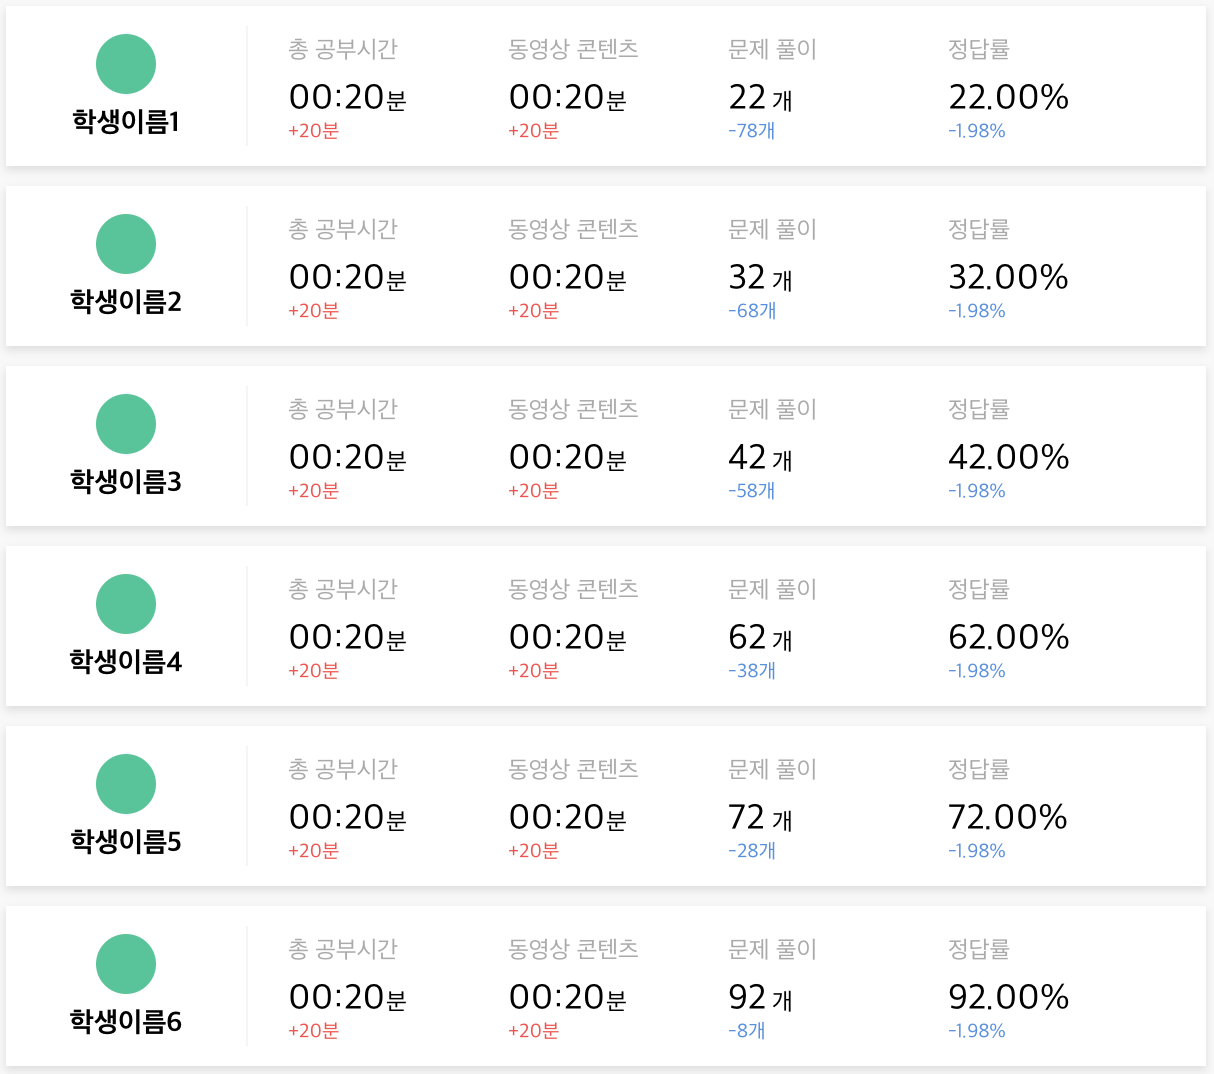 학생이름1
총 공부시간 동영상 콘텐츠 문제 풀이 정답률
00:20분 00:20분 22 개 22.00%
+20분 +20분 -78개 -1.98%
학생이름2
총 공부시간 동영상 콘텐츠 문제 풀이 정답률
00:20분 00:20분 32 개 32.00%
+20분 +20분 -68개 -1.98%
학생이름3
총 공부시간 동영상 콘텐츠 문제 풀이 정답률
00:20분 00:20분 42 개 42.00%
+20분 +20분 -58개 -1.98%
학생이름4
총 공부시간 동영상 콘텐츠 문제 풀이 정답률
00:20분 00:20분 62 개 62.00%
+20분 +20분 -38개 -1.98%
학생이름5
총 공부시간 동영상 콘텐츠 문제 풀이 정답률
00:20분 00:20분 72 개 72.00%
+20분 +20분 -28개 -1.98%
학생이름6
총 공부시간 동영상 콘텐츠 문제 풀이 정답률
00:20분 00:20분 92 개 92.00%
+20분 +20분 -8개 -1.98%